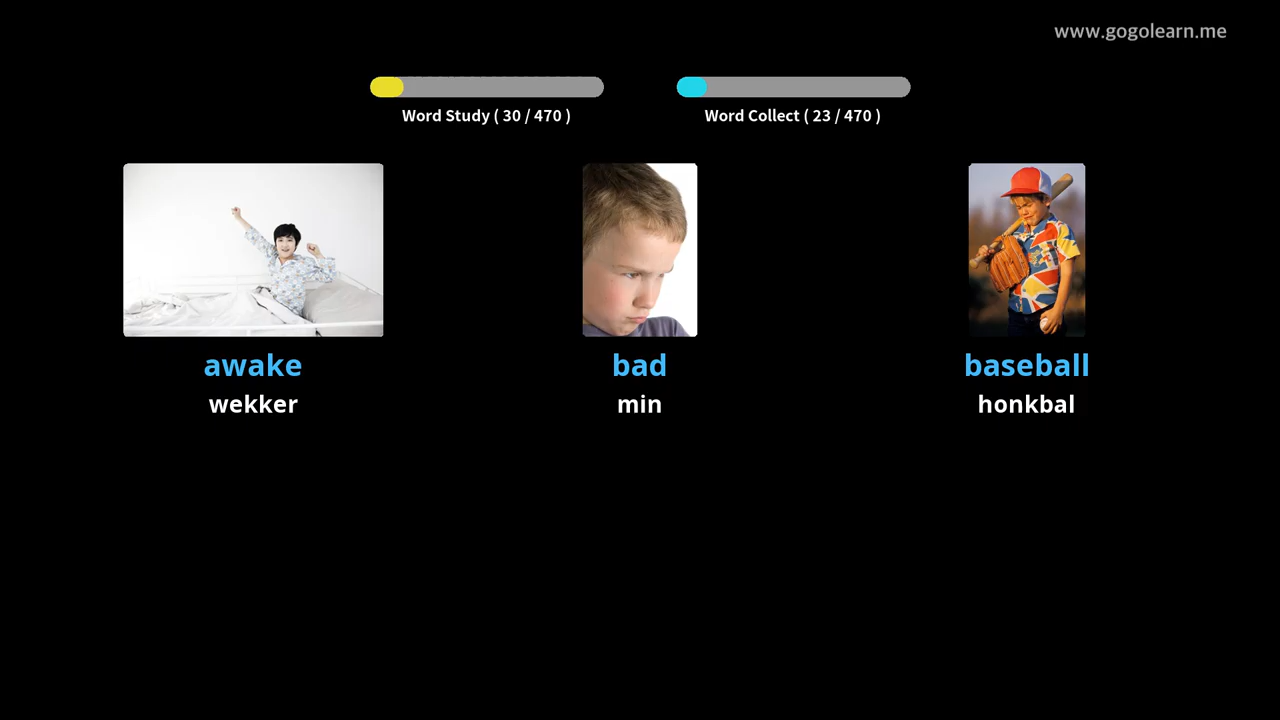 www.gogolearn.me
Word Study ( 30 / 470 )
Word Collect ( 23 / 470 )
awake
wekker
bad
min
baseball
honkbal